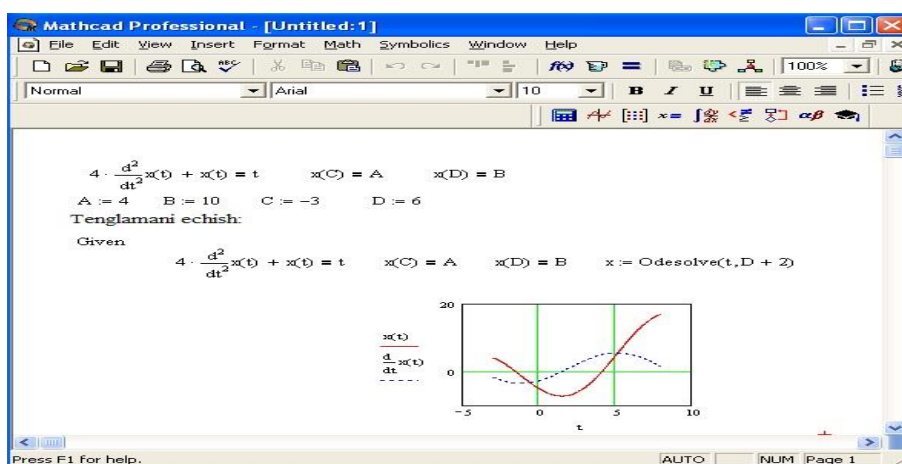 Mathcad Professional - [Untitled:1]
File Edit View Insert Format Math Symbolics Window Help
100%
Normal Arial 10 B I U
4 · d²/dt² x(t) + x(t) = t x(C) = A x(D) = B
A := 4 B := 10 C := −3 D := 6
Tenglamani echish:
Given
4 · d²/dt² x(t) + x(t) = t x(C) = A x(D) = B x := Odesolve(t,D + 2)
20
x(t)
d/dt x(t)
0
−5 0 5 10
t
Press F1 for help. AUTO NUM Page 1